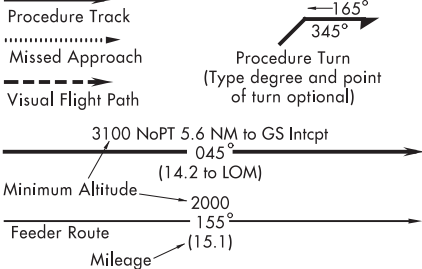 Procedure Track
165°
345°
Missed Approach
Procedure Turn
(Type degree and point
of turn optional)
Visual Flight Path
3100 NoPT 5.6 NM to GS Intcpt
045°
(14.2 to LOM)
Minimum Altitude
2000
155°
Feeder Route
(15.1)
Mileage